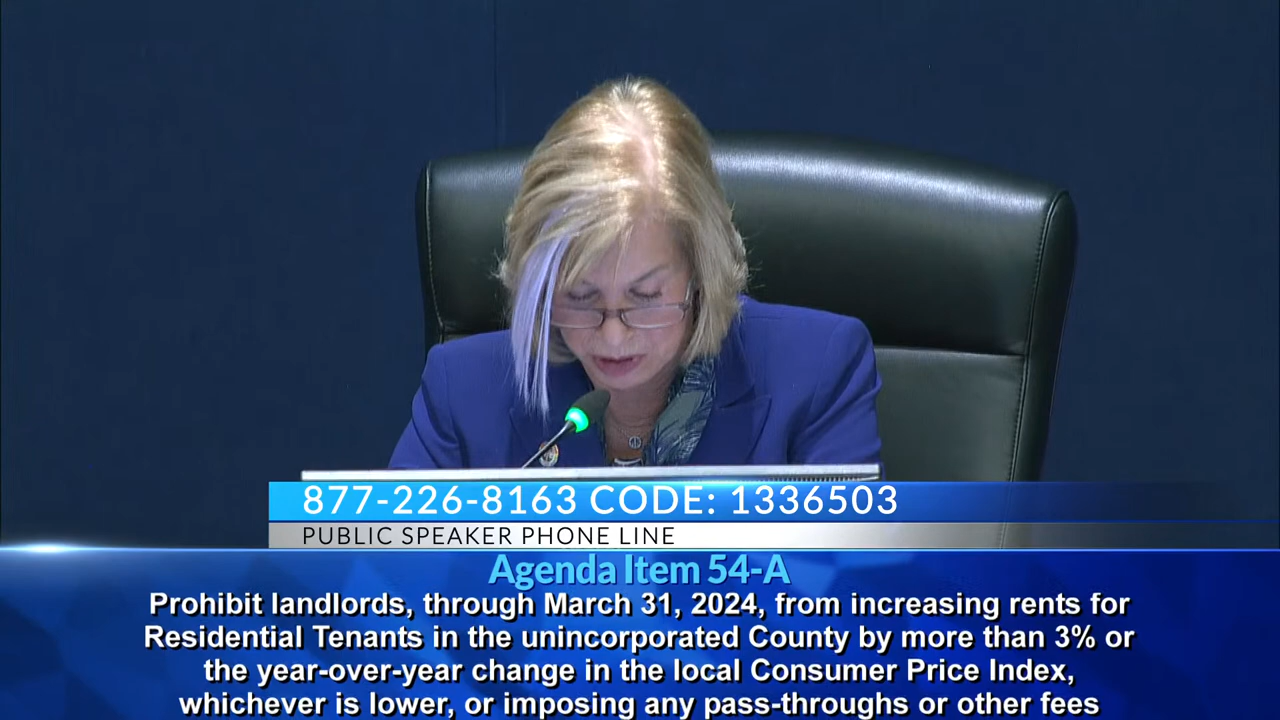 877-226-8163 CODE: 1336503
PUBLIC SPEAKER PHONE LINE
Agenda Item 54-A
Prohibit landlords, through March 31, 2024, from increasing rents for
Residential Tenants in the unincorporated County by more than 3% or
the year-over-year change in the local Consumer Price Index,
whichever is lower, or imposing any pass-throughs or other fees